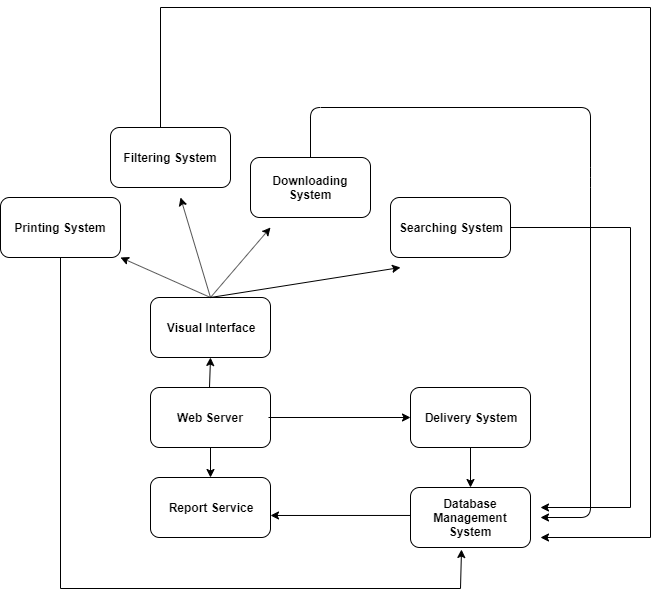 Filtering System
Downloading
System
Printing System
Searching System
Visual Interface
Web Server
Delivery System
Report Service
Database
Management
System